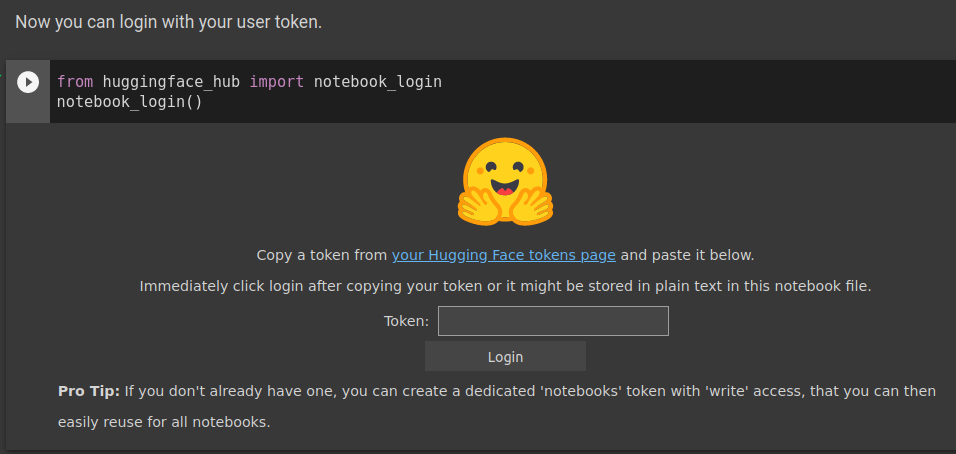 Now you can login with your user token.
from huggingface_hub import notebook_login
notebook_login()
Copy a token from your Hugging Face tokens page and paste it below.
Immediately click login after copying your token or it might be stored in plain text in this notebook file.
Token:
Login
Pro Tip: If you don't already have one, you can create a dedicated 'notebooks' token with 'write' access, that you can then
easily reuse for all notebooks.